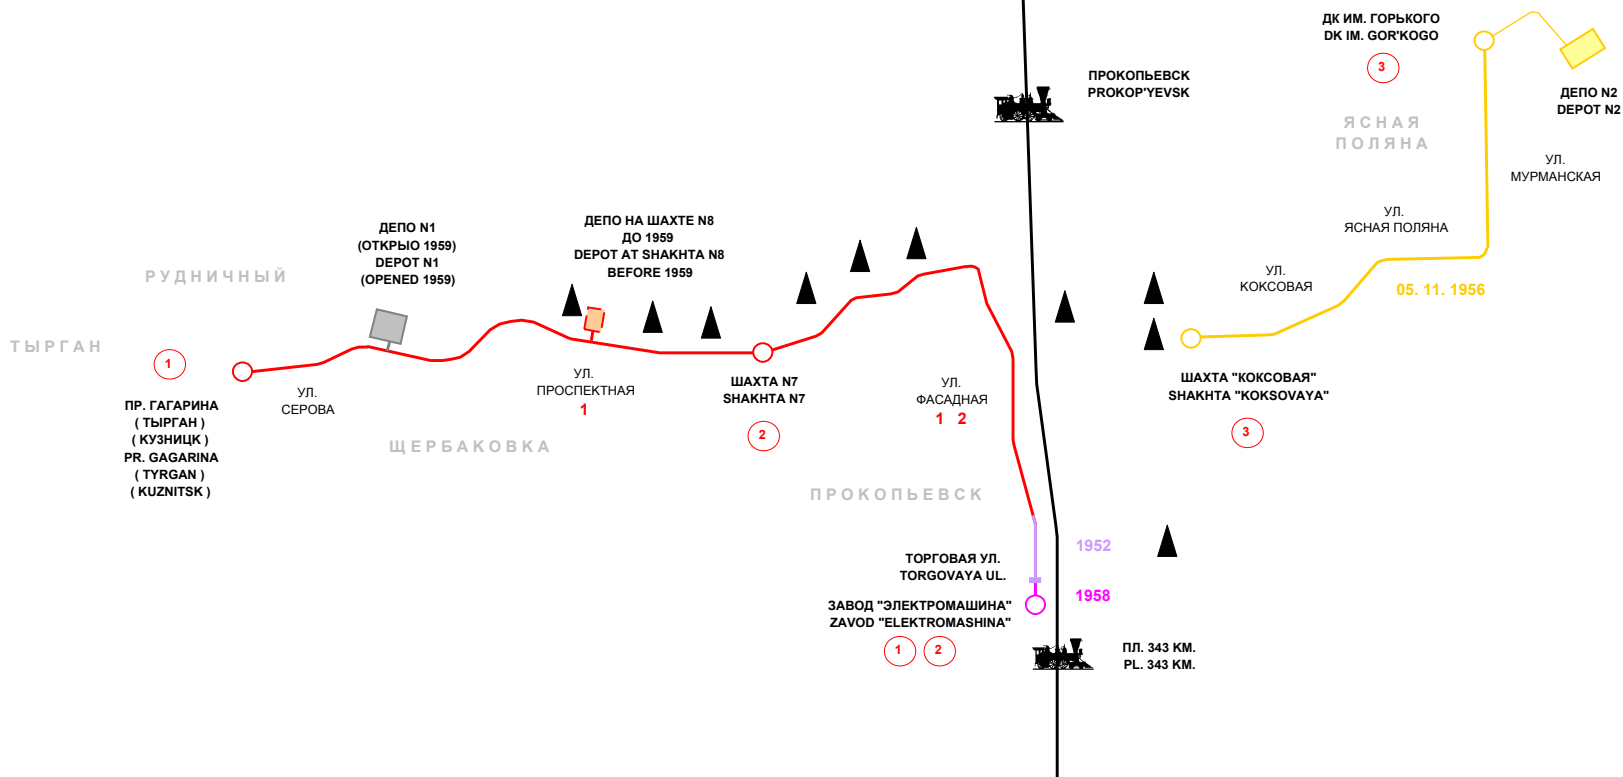 ДК ИМ. ГОРЬКОГО
DK IM. GOR'KOGO
3
ПРОКОПЬЕВСК
PROKOP'YEVSK
ДЕПО N2
DEPOT N2
ЯСНАЯ
ПОЛЯНА
УЛ.
МУРМАНСКАЯ
УЛ.
ЯСНАЯ ПОЛЯНА
УЛ.
КОКСОВАЯ
05. 11. 1956
ДЕПО N1
(ОТКРЫО 1959)
DEPOT N1
(OPENED 1959)
ДЕПО НА ШАХТЕ N8
ДО 1959
DEPOT AT SHAKHTA N8
BEFORE 1959
РУДНИЧНЫЙ
ТЫРГАН
1
ПР. ГАГАРИНА
( ТЫРГАН )
( КУЗНИЦК )
PR. GAGARINA
( TYRGAN )
( KUZNITSK )
УЛ.
СЕРОВА
УЛ.
ПРОСПЕКТНАЯ
1
ЩЕРБАКОВКА
ШАХТА N7
SHAKHTA N7
2
УЛ.
ФАСАДНАЯ
1 2
ШАХТА "КОКСОВАЯ"
SHAKHTA "KOKSOVAYA"
3
ПРОКОПЬЕВСК
1952
ТОРГОВАЯ УЛ.
TORGOVAYA UL.
1958
ЗАВОД "ЭЛЕКТРОМАШИНА"
ZAVOD "ELEKTROMASHINA"
1 2
ПЛ. 343 КМ.
PL. 343 KM.